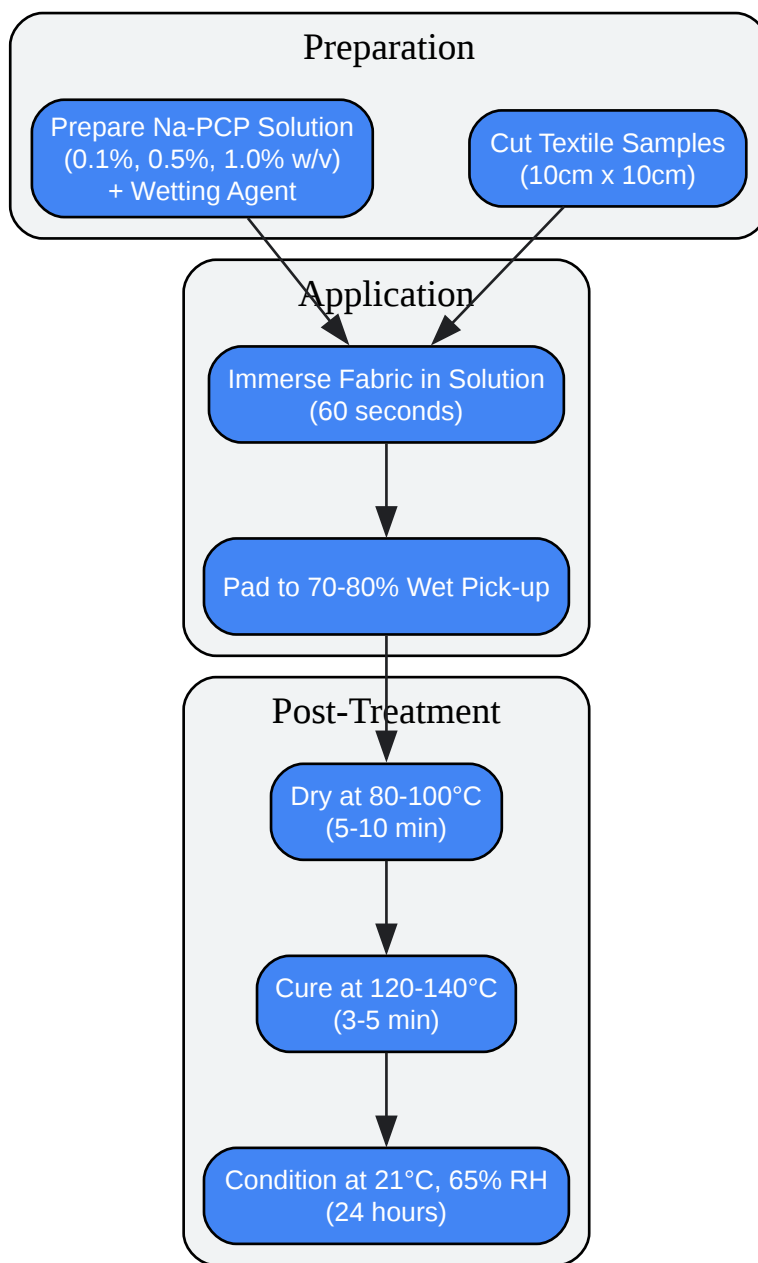 Preparation
Prepare Na-PCP Solution
(0.1%, 0.5%, 1.0% w/v)
+ Wetting Agent
Cut Textile Samples
(10cm x 10cm)
Application
Immerse Fabric in Solution
(60 seconds)
Pad to 70-80% Wet Pick-up
Post-Treatment
Dry at 80-100°C
(5-10 min)
Cure at 120-140°C
(3-5 min)
Condition at 21°C, 65% RH
(24 hours)